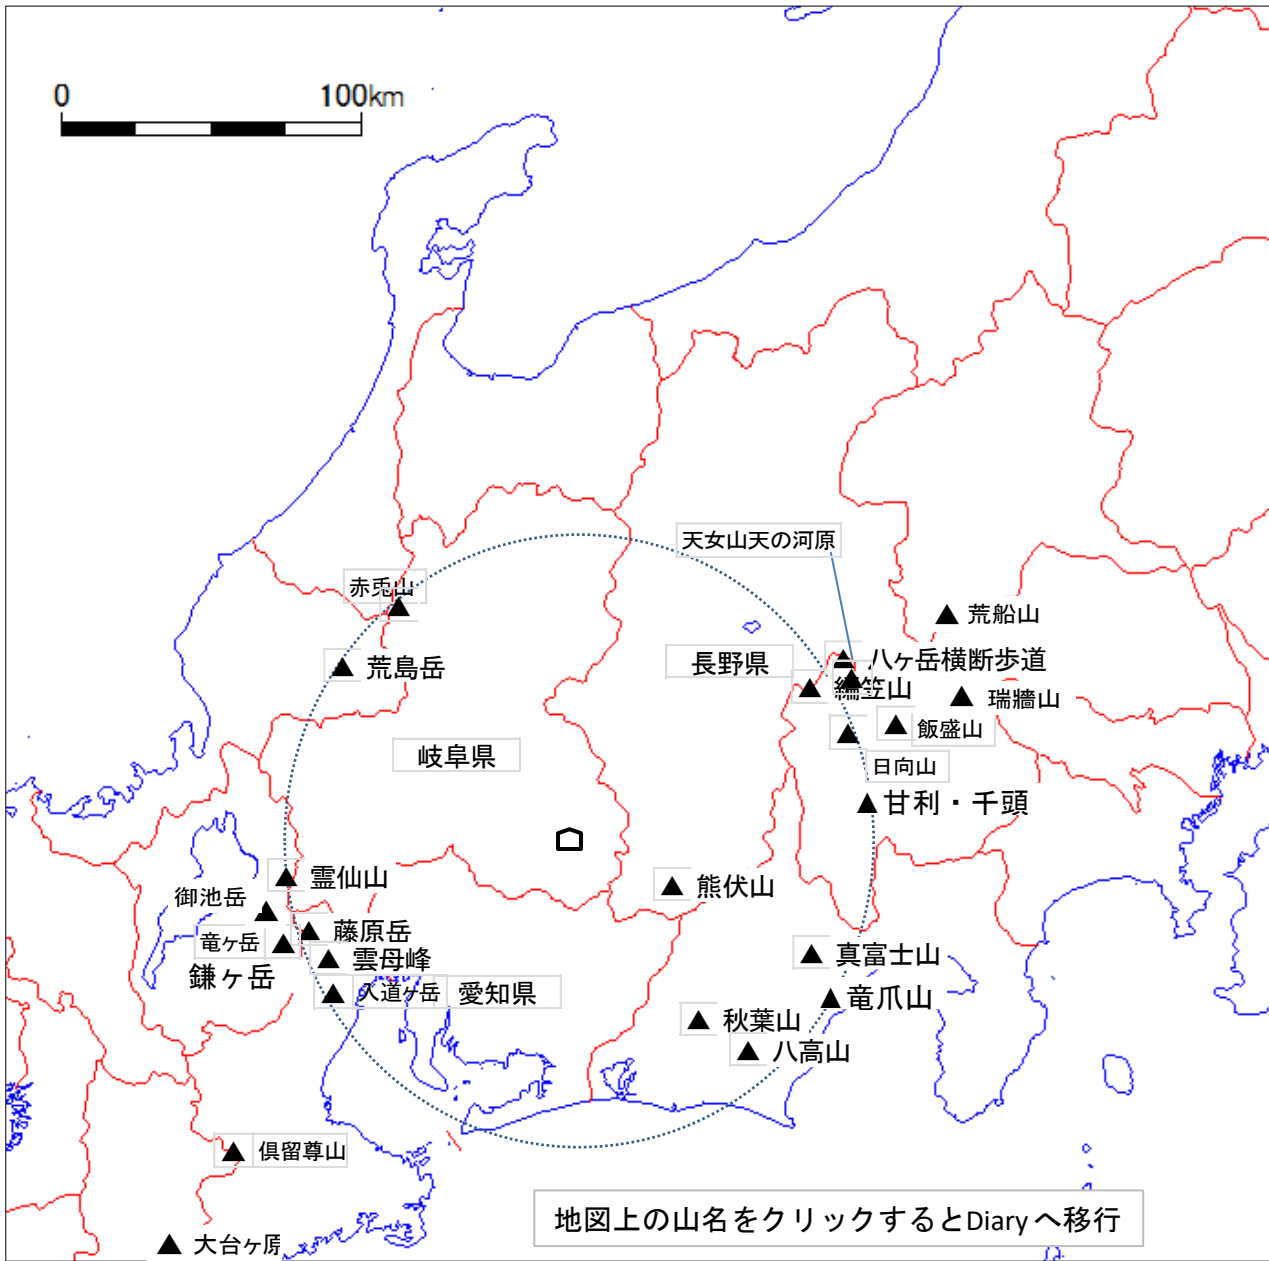 0 100km
天女山天の河原
赤兎山
荒船山
荒島岳
長野県
八ヶ岳横断歩道
編笠山
瑞牆山
飯盛山
岐阜県
日向山
甘利・千頭
霊仙山
熊伏山
御池岳
藤原岳
竜ヶ岳
雲母峰
真富士山
鎌ヶ岳
入道ヶ岳
愛知県
竜爪山
秋葉山
八高山
倶留尊山
地図上の山名をクリックするとDiaryへ移行
大台ヶ原